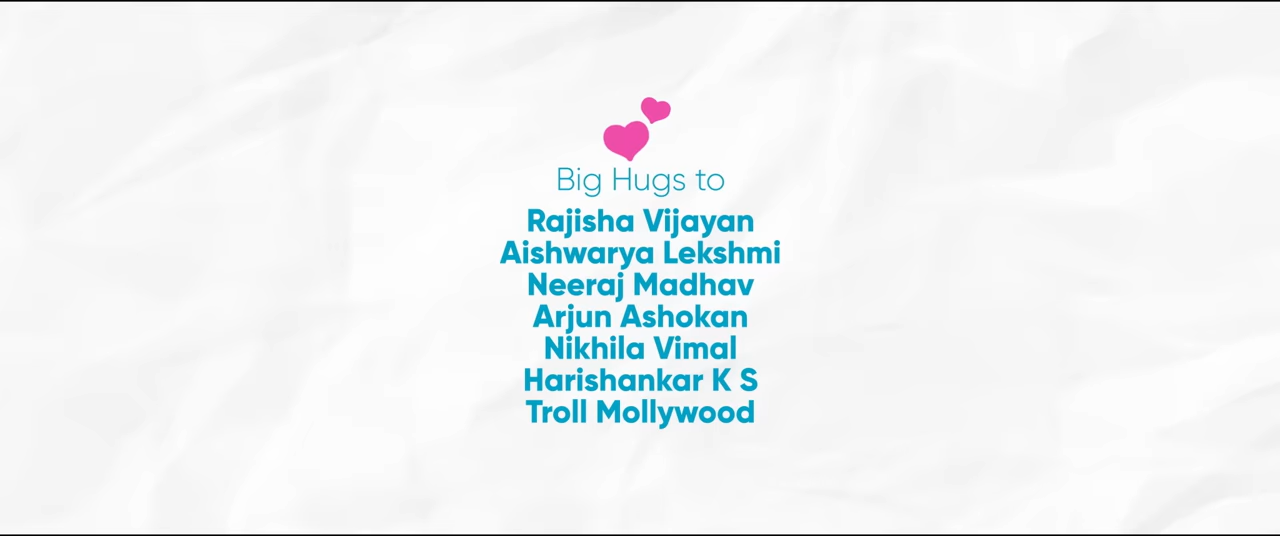 Big Hugs to
Rajisha Vijayan
Aishwarya Lekshmi
Neeraj Madhav
Arjun Ashokan
Nikhila Vimal
Harishankar K S
Troll Mollywood